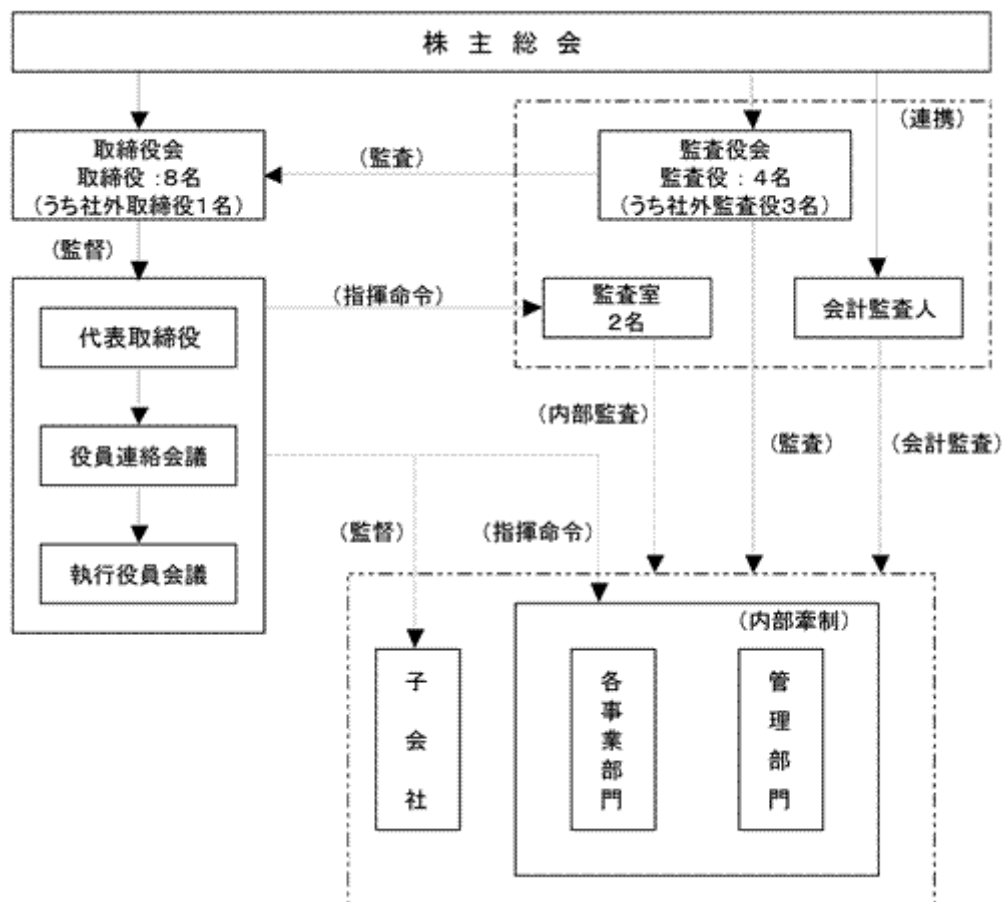 株主総会
(連携)
取締役会
取締役:8名
(うち社外取締役1名)
(監査)
監査役会
監査役:4名
(うち社外監査役3名)
(監督)
(指揮命令)
監査室
2名
会計監査人
代表取締役
役員連絡会議
執行役員会議
(内部監査)
(監査)
(会計監査)
(監督)
(指揮命令)
(内部牽制)
子会社
各事業部門
管理部門